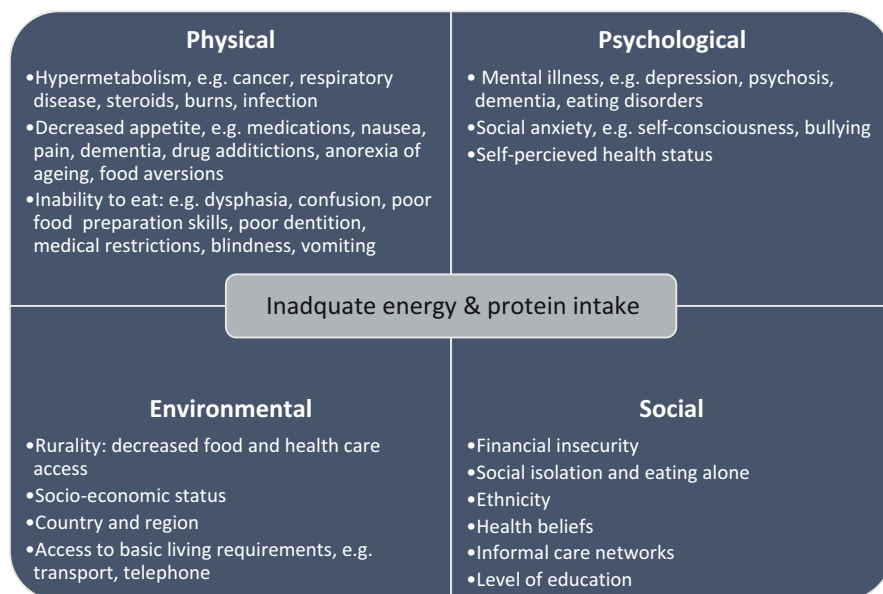 Physical
•Hypermetabolism, e.g. cancer, respiratory
disease, steroids, burns, infection
•Decreased appetite, e.g. medications, nausea,
pain, dementia, drug additictions, anorexia of
ageing, food aversions
•Inability to eat: e.g. dysphasia, confusion, poor
food preparation skills, poor dentition,
medical restrictions, blindness, vomiting
Psychological
• Mental illness, e.g. depression, psychosis,
dementia, eating disorders
•Social anxiety, e.g. self-consciousness, bullying
•Self-percieved health status
Inadquate energy & protein intake
Environmental
•Rurality: decreased food and health care
access
•Socio-economic status
•Country and region
•Access to basic living requirements, e.g.
transport, telephone
Social
•Financial insecurity
•Social isolation and eating alone
•Ethnicity
•Health beliefs
•Informal care networks
•Level of education